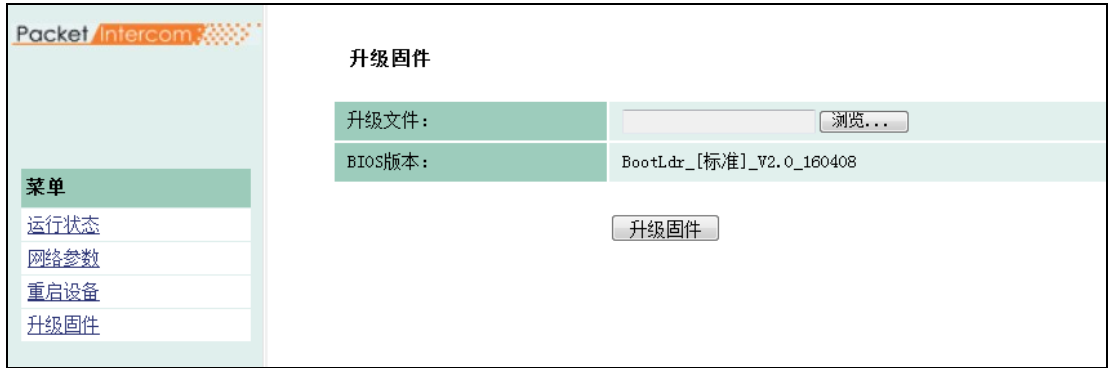 Packet Intercom
菜单
运行状态
网络参数
重启设备
升级固件
升级固件
升级文件：
浏览...
BIOS版本：
BootLdr_[标准]_V2.0_160408
升级固件